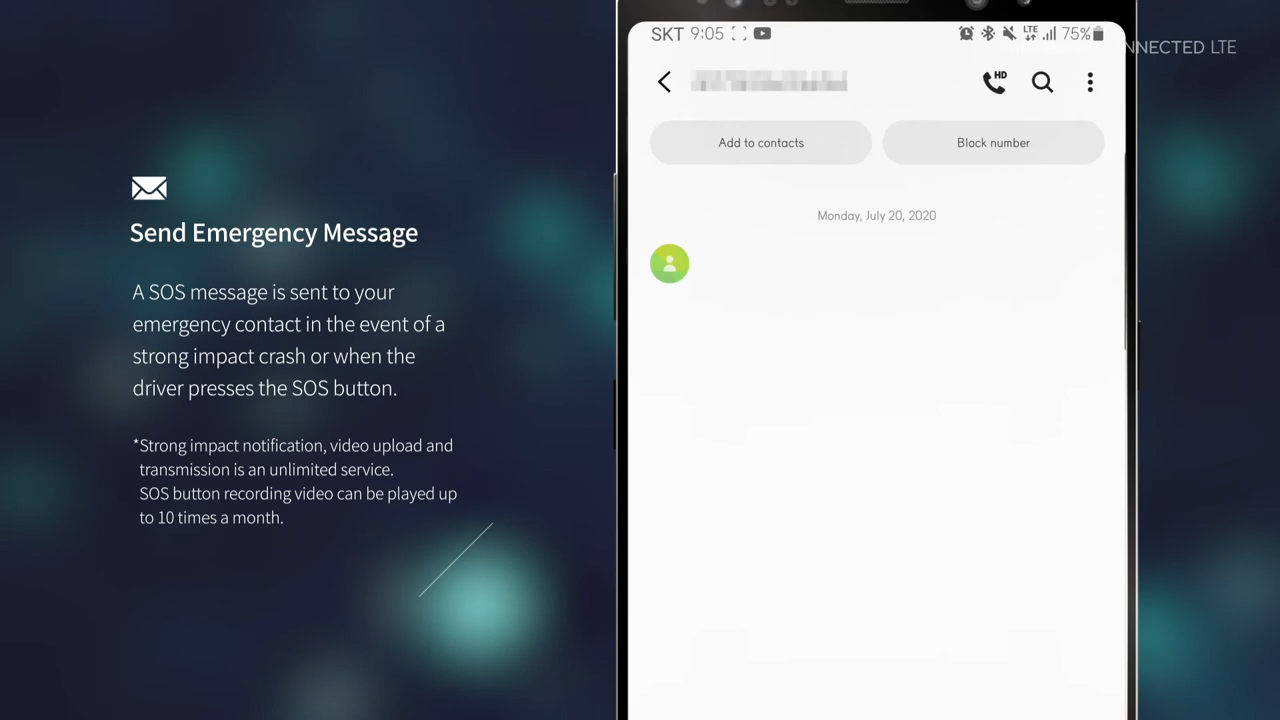 Send Emergency Message
A SOS message is sent to your
emergency contact in the event of a
strong impact crash or when the
driver presses the SOS button.
*Strong impact notification, video upload and
transmission is an unlimited service.
SOS button recording video can be played up
to 10 times a month.
SKT 9:05
LTE 75%
HD
Add to contacts
Block number
Monday, July 20, 2020
NNECTED LTE